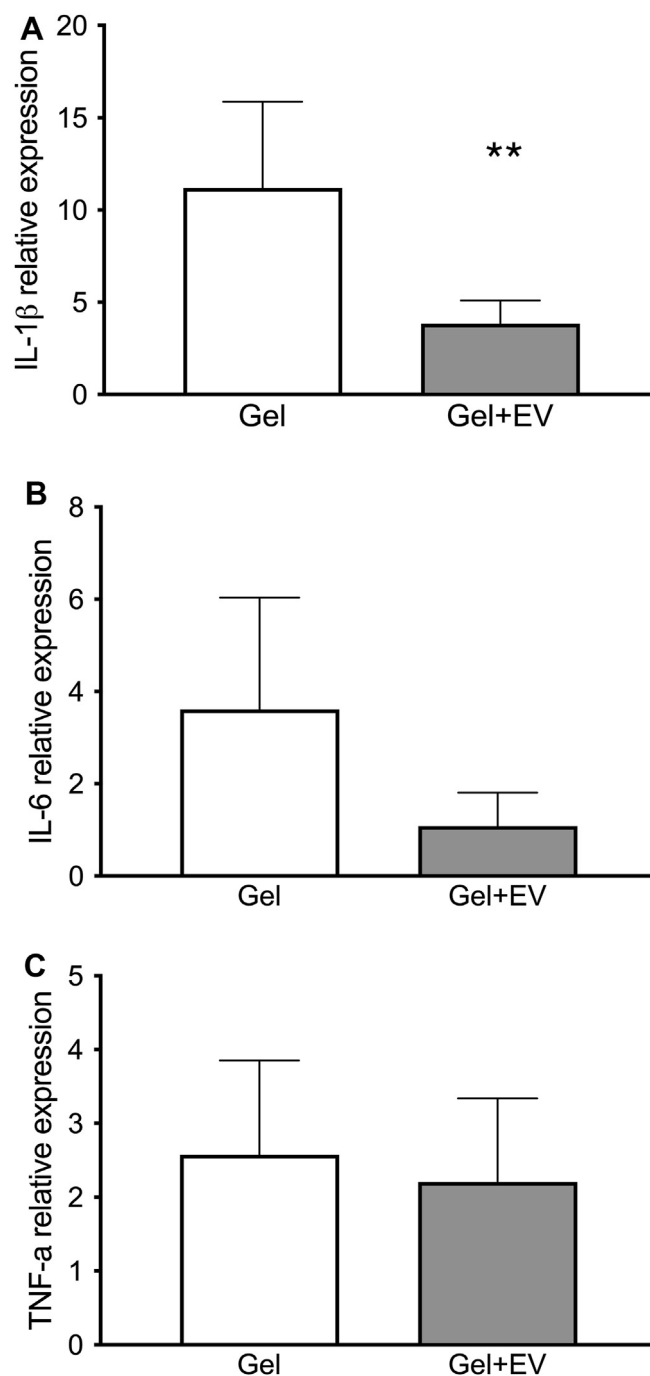 A
IL-1β relative expression
20
15
10
5
0
**
Gel Gel+EV
B
IL-6 relative expression
8
6
4
2
0
Gel Gel+EV
C
TNF-a relative expression
5
4
3
2
1
0
Gel Gel+EV